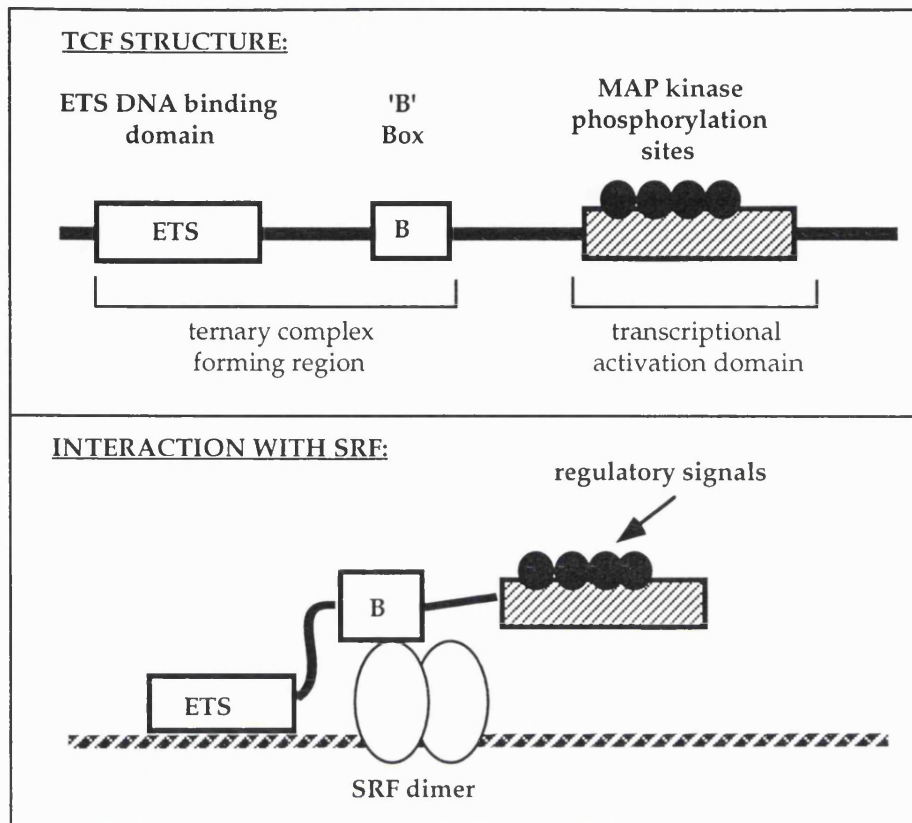 TCF STRUCTURE:
ETS DNA binding
domain
'B'
Box
MAP kinase
phosphorylation
sites
ETS
B
ternary complex
forming region
transcriptional
activation domain
INTERACTION WITH SRF:
regulatory signals
B
ETS
SRF dimer